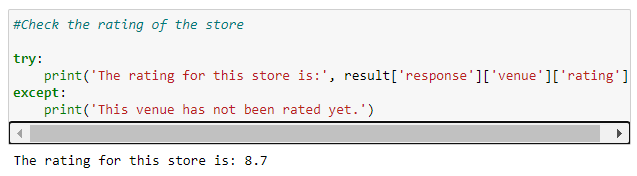 #Check the rating of the store
try:
print('The rating for this store is:', result['response']['venue']['rating']
except:
print('This venue has not been rated yet.')
The rating for this store is: 8.7